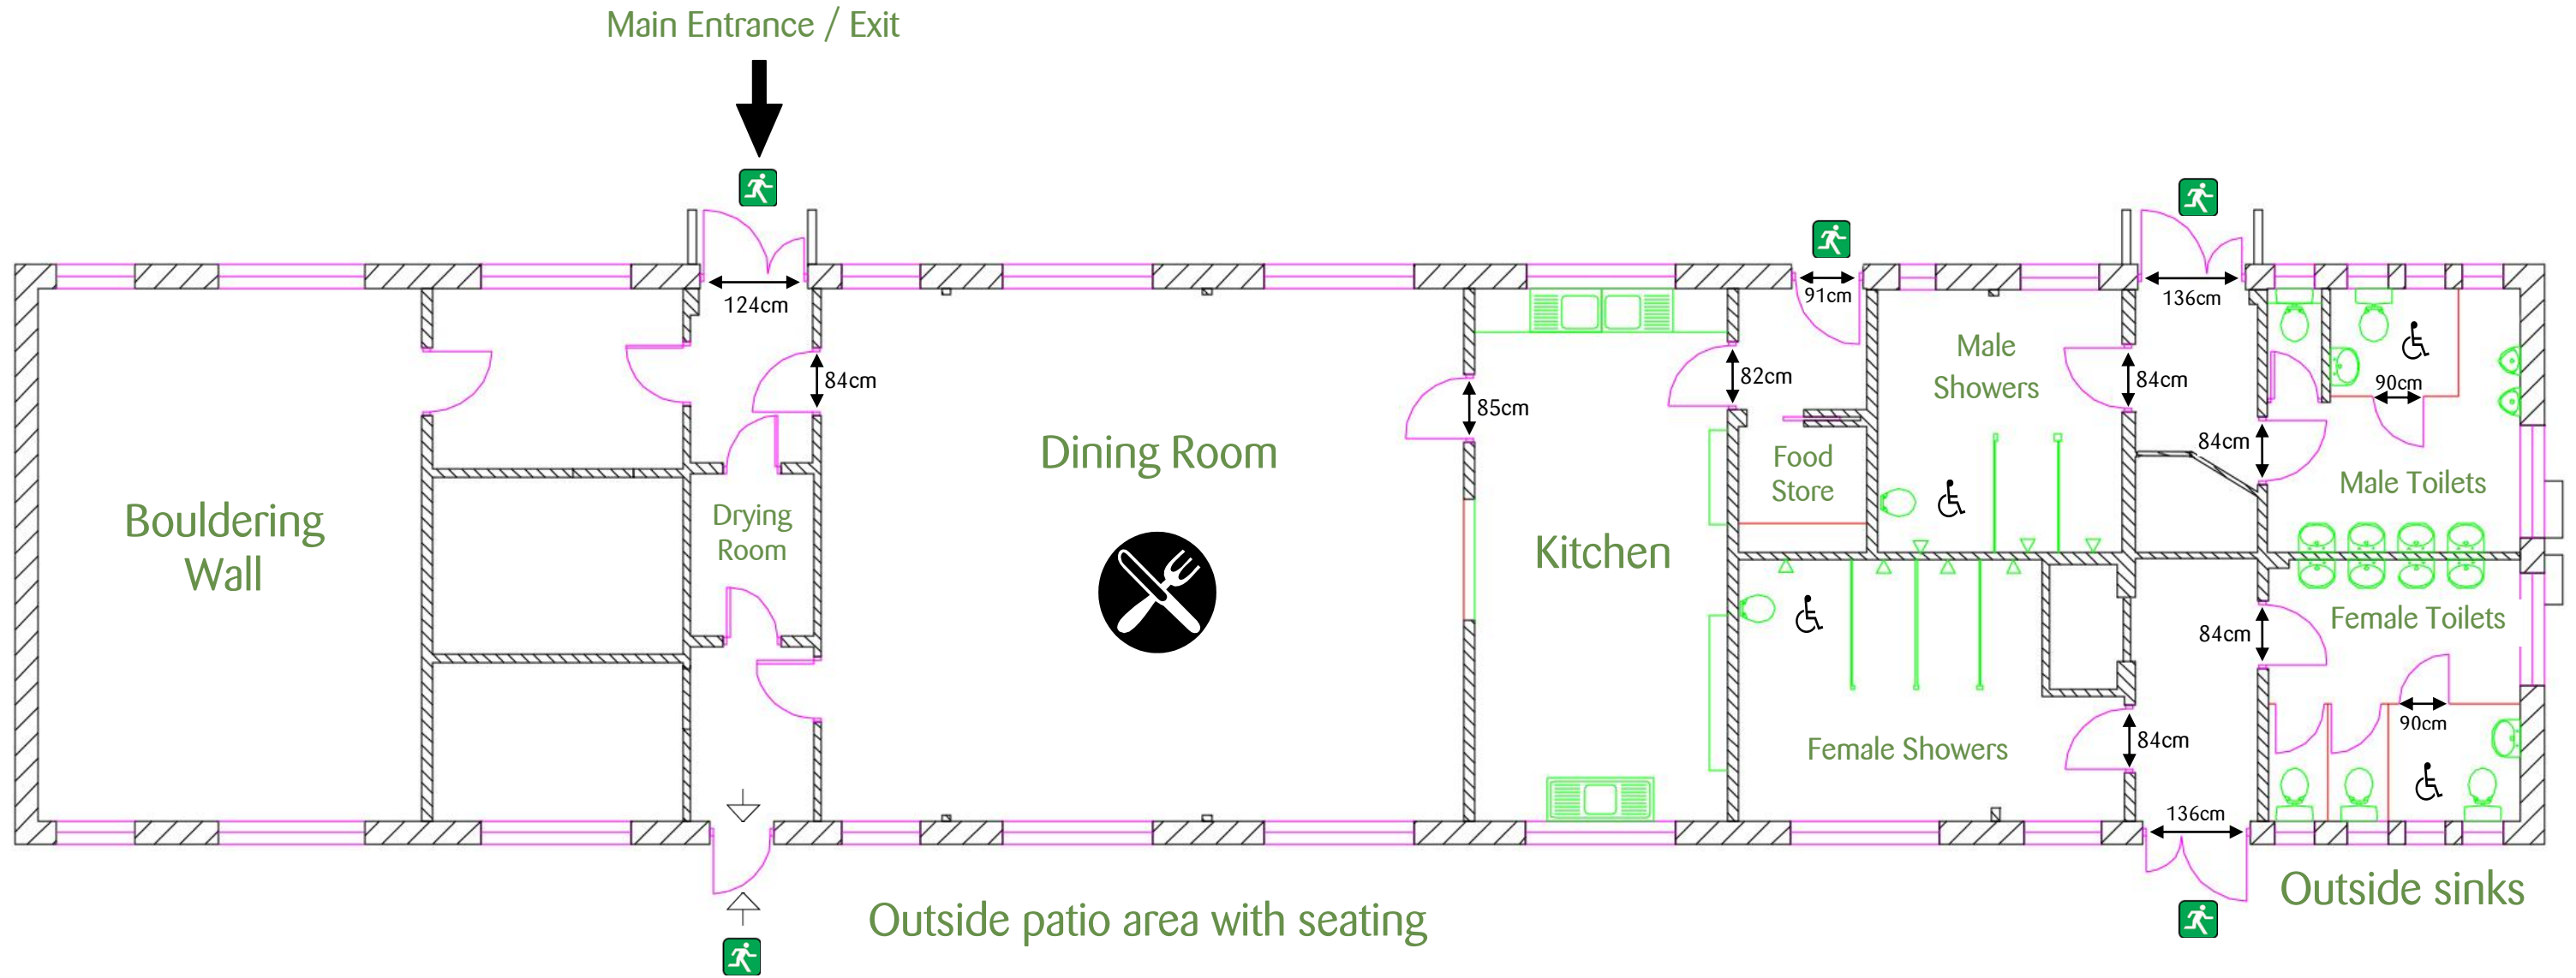 Main Entrance / Exit
124cm
91cm
136cm
84cm
85cm
82cm
Male
Showers
84cm
90cm
84cm
Dining Room
Food
Store
Male Toilets
Bouldering
Wall
Drying
Room
Kitchen
Female Toilets
84cm
90cm
Female Showers
84cm
136cm
Outside patio area with seating
Outside sinks